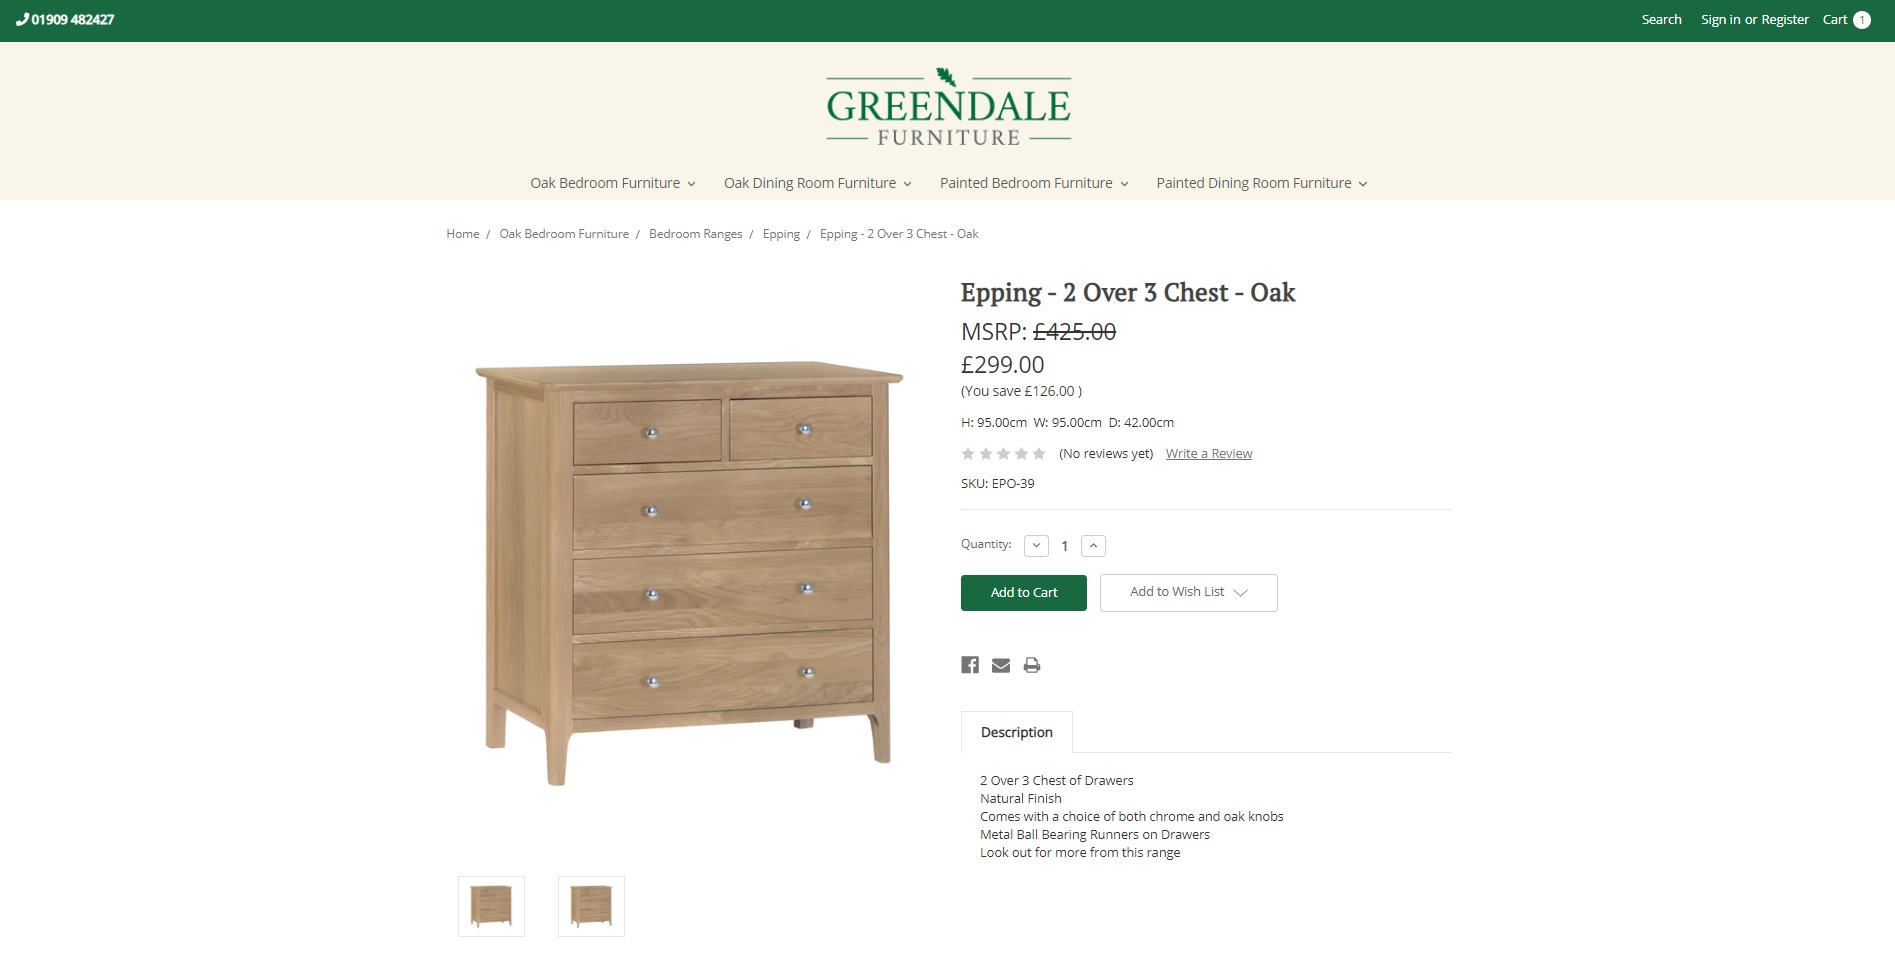 01909 482427
Search Sign in or Register Cart 1
GREENDALE
FURNITURE
Oak Bedroom Furniture Oak Dining Room Furniture Painted Bedroom Furniture Painted Dining Room Furniture
Home / Oak Bedroom Furniture / Bedroom Ranges / Epping / Epping - 2 Over 3 Chest - Oak
Epping - 2 Over 3 Chest - Oak
MSRP: £425.00
£299.00
(You save £126.00 )
H: 95.00cm W: 95.00cm D: 42.00cm
(No reviews yet) Write a Review
SKU: EPO-39
Quantity: 1
Add to Cart Add to Wish List
Description
2 Over 3 Chest of Drawers
Natural Finish
Comes with a choice of both chrome and oak knobs
Metal Ball Bearing Runners on Drawers
Look out for more from this range